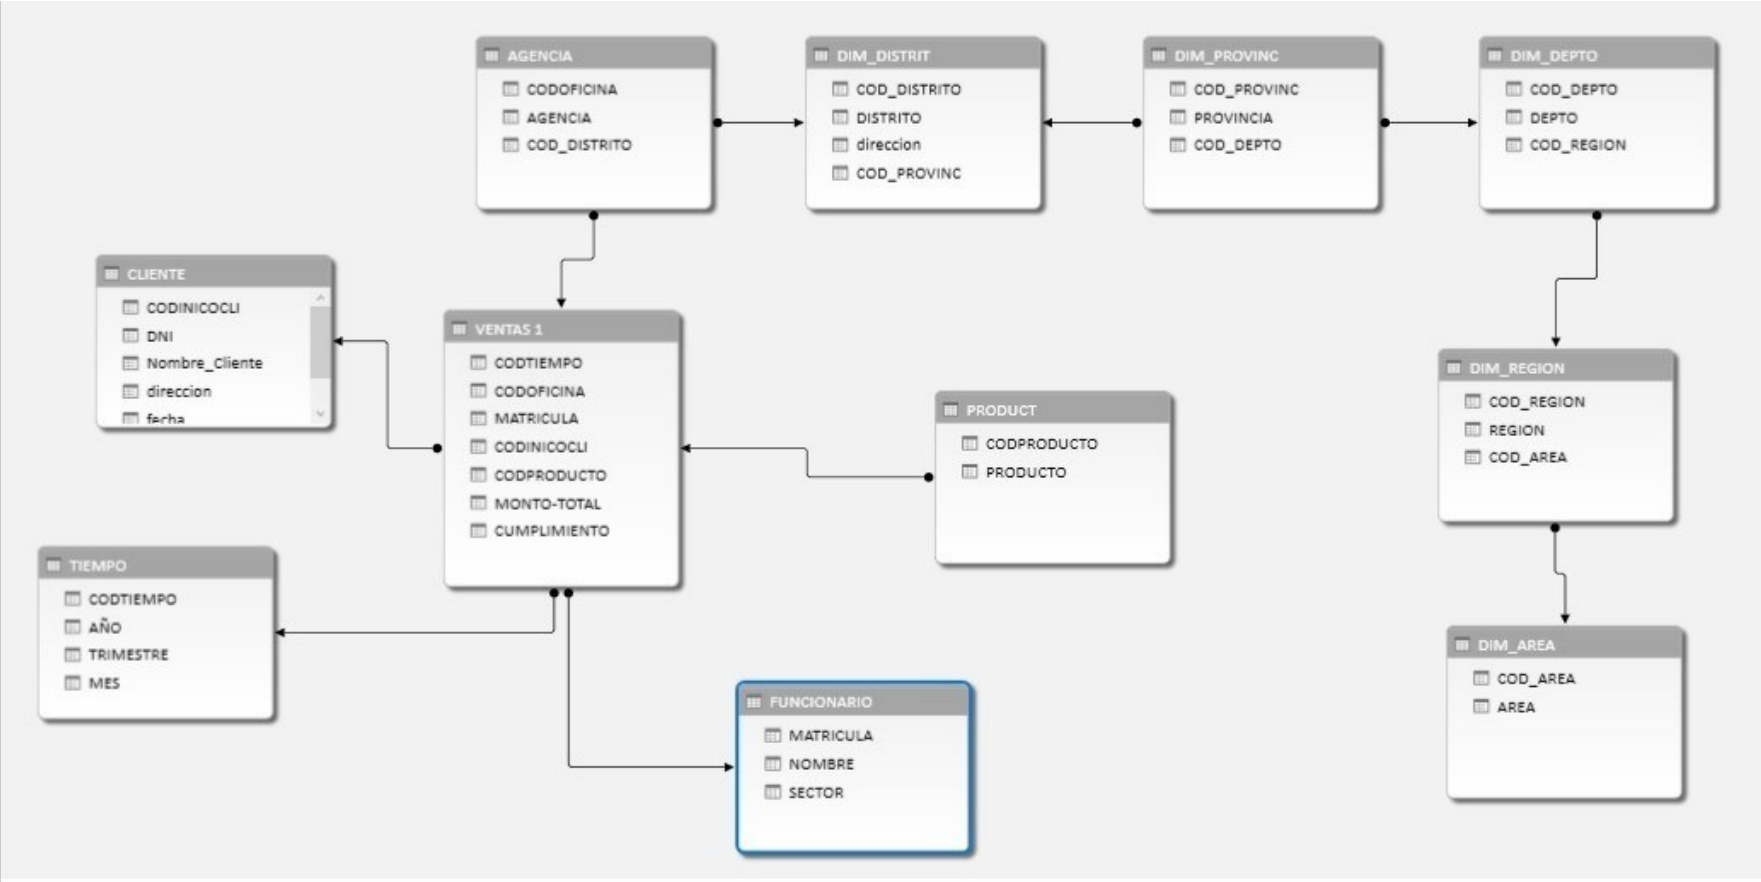 AGENCIA
CODOFICINA
AGENCIA
COD_DISTRITO
DIM_DISTRIT
COD_DISTRITO
DISTRITO
direccion
COD_PROVINC
DIM_PROVINC
COD_PROVINC
PROVINCIA
COD_DEPTO
DIM_DEPTO
COD_DEPTO
DEPTO
COD_REGION
CLIENTE
CODINICOCLI
DNI
Nombre_Cliente
direccion
fecha
VENTAS 1
CODTIEMPO
CODOFICINA
MATRICULA
CODINICOCLI
CODPRODUCTO
MONTO-TOTAL
CUMPLIMIENTO
PRODUCT
CODPRODUCTO
PRODUCTO
DIM_REGION
COD_REGION
REGION
COD_AREA
TIEMPO
CODTIEMPO
AÑO
TRIMESTRE
MES
FUNCIONARIO
MATRICULA
NOMBRE
SECTOR
DIM_AREA
COD_AREA
AREA